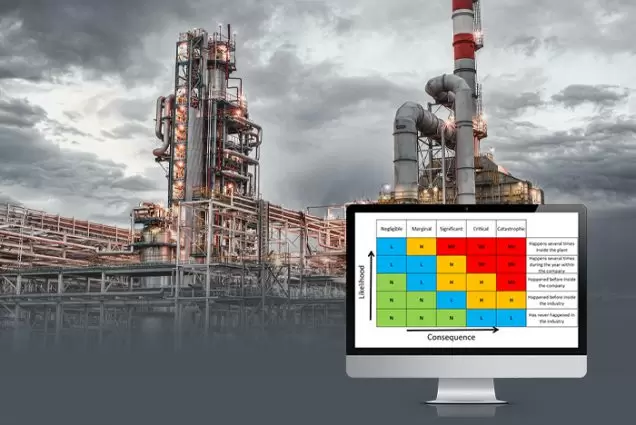 Negligible Marginal Significant Critical Catastrophic
L
Happens several times
inside the plant
L L
Happens several times
during the year within
the company
N L
Happened before inside
the company
N N L
Happened before inside
the industry
N N N L L
Has never happened in
the industry
Likelihood
Consequence